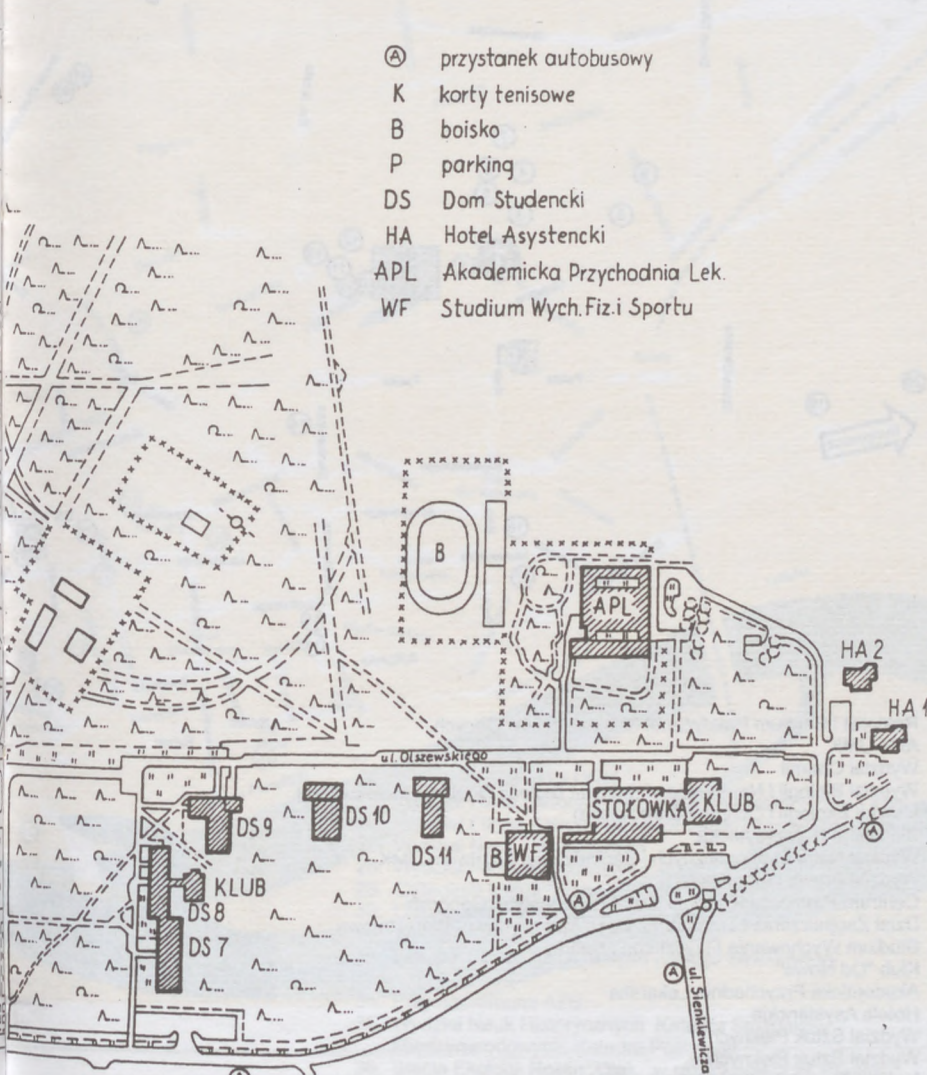 Ⓐ przystanek autobusowy
K korty tenisowe
B boisko
P parking
DS Dom Studencki
HA Hotel Asystencki
APL Akademicka Przychodnia Lek.
WF Studium Wych.Fiz.i Sportu
B
APL
HA 2
HA 1
ul. Olszewskiego
DS 9
DS 10
DS 11
STOŁÓWKA
KLUB
B
WF
A
KLUB
DS 8
A
DS 7
A
ul. Sienkiewicza
A